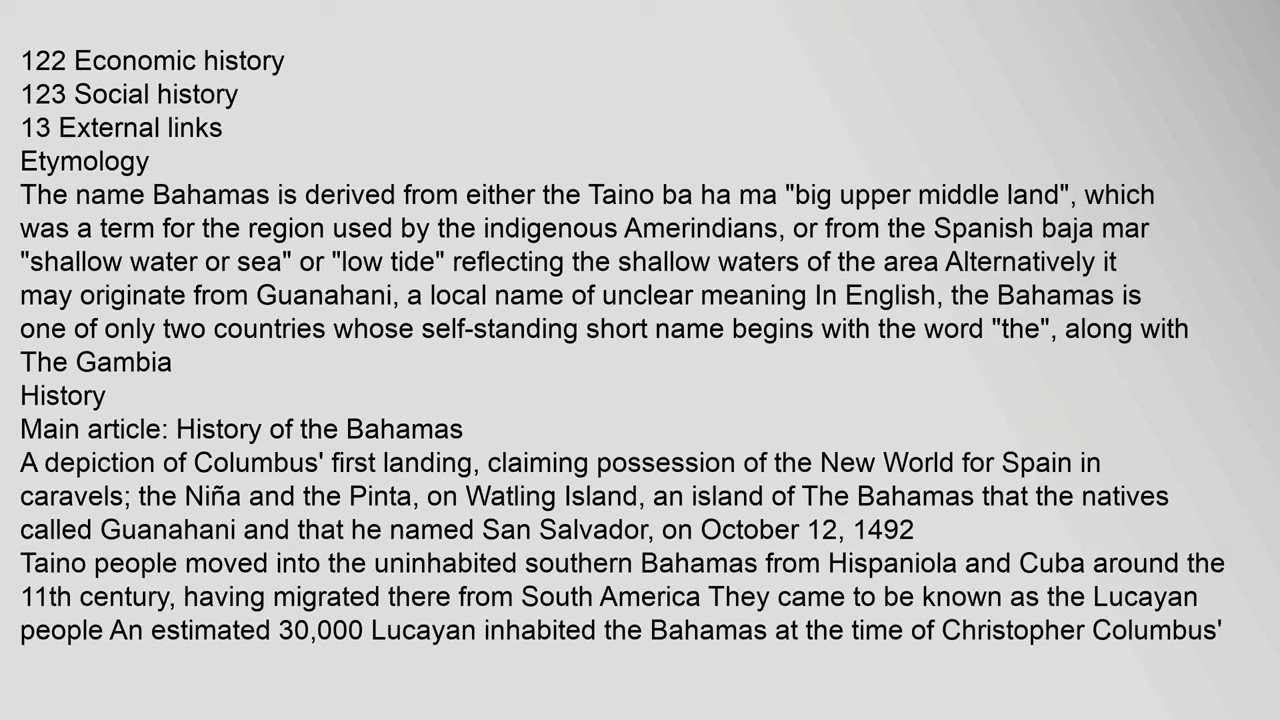 122 Economic history
123 Social history
13 External links
Etymology
The name Bahamas is derived from either the Taino ba ha ma "big upper middle land", which
was a term for the region used by the indigenous Amerindians, or from the Spanish baja mar
"shallow water or sea" or "low tide" reflecting the shallow waters of the area Alternatively it
may originate from Guanahani, a local name of unclear meaning In English, the Bahamas is
one of only two countries whose self-standing short name begins with the word "the", along with
The Gambia
History
Main article: History of the Bahamas
A depiction of Columbus' first landing, claiming possession of the New World for Spain in
caravels; the Niña and the Pinta, on Watling Island, an island of The Bahamas that the natives
called Guanahani and that he named San Salvador, on October 12, 1492
Taino people moved into the uninhabited southern Bahamas from Hispaniola and Cuba around the
11th century, having migrated there from South America They came to be known as the Lucayan
people An estimated 30,000 Lucayan inhabited the Bahamas at the time of Christopher Columbus'